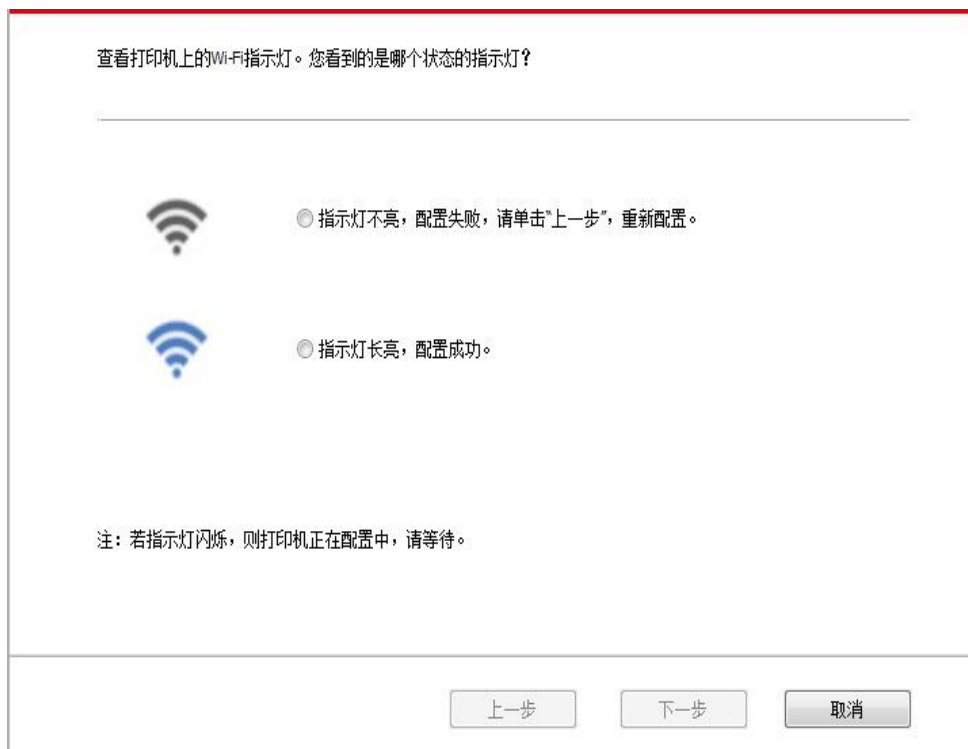 查看打印机上的Wi-Fi指示灯。您看到的是哪个状态的指示灯?
指示灯不亮，配置失败，请单击“上一步”，重新配置。
指示灯长亮，配置成功。
注：若指示灯闪烁，则打印机正在配置中，请等待。
上一步
下一步
取消